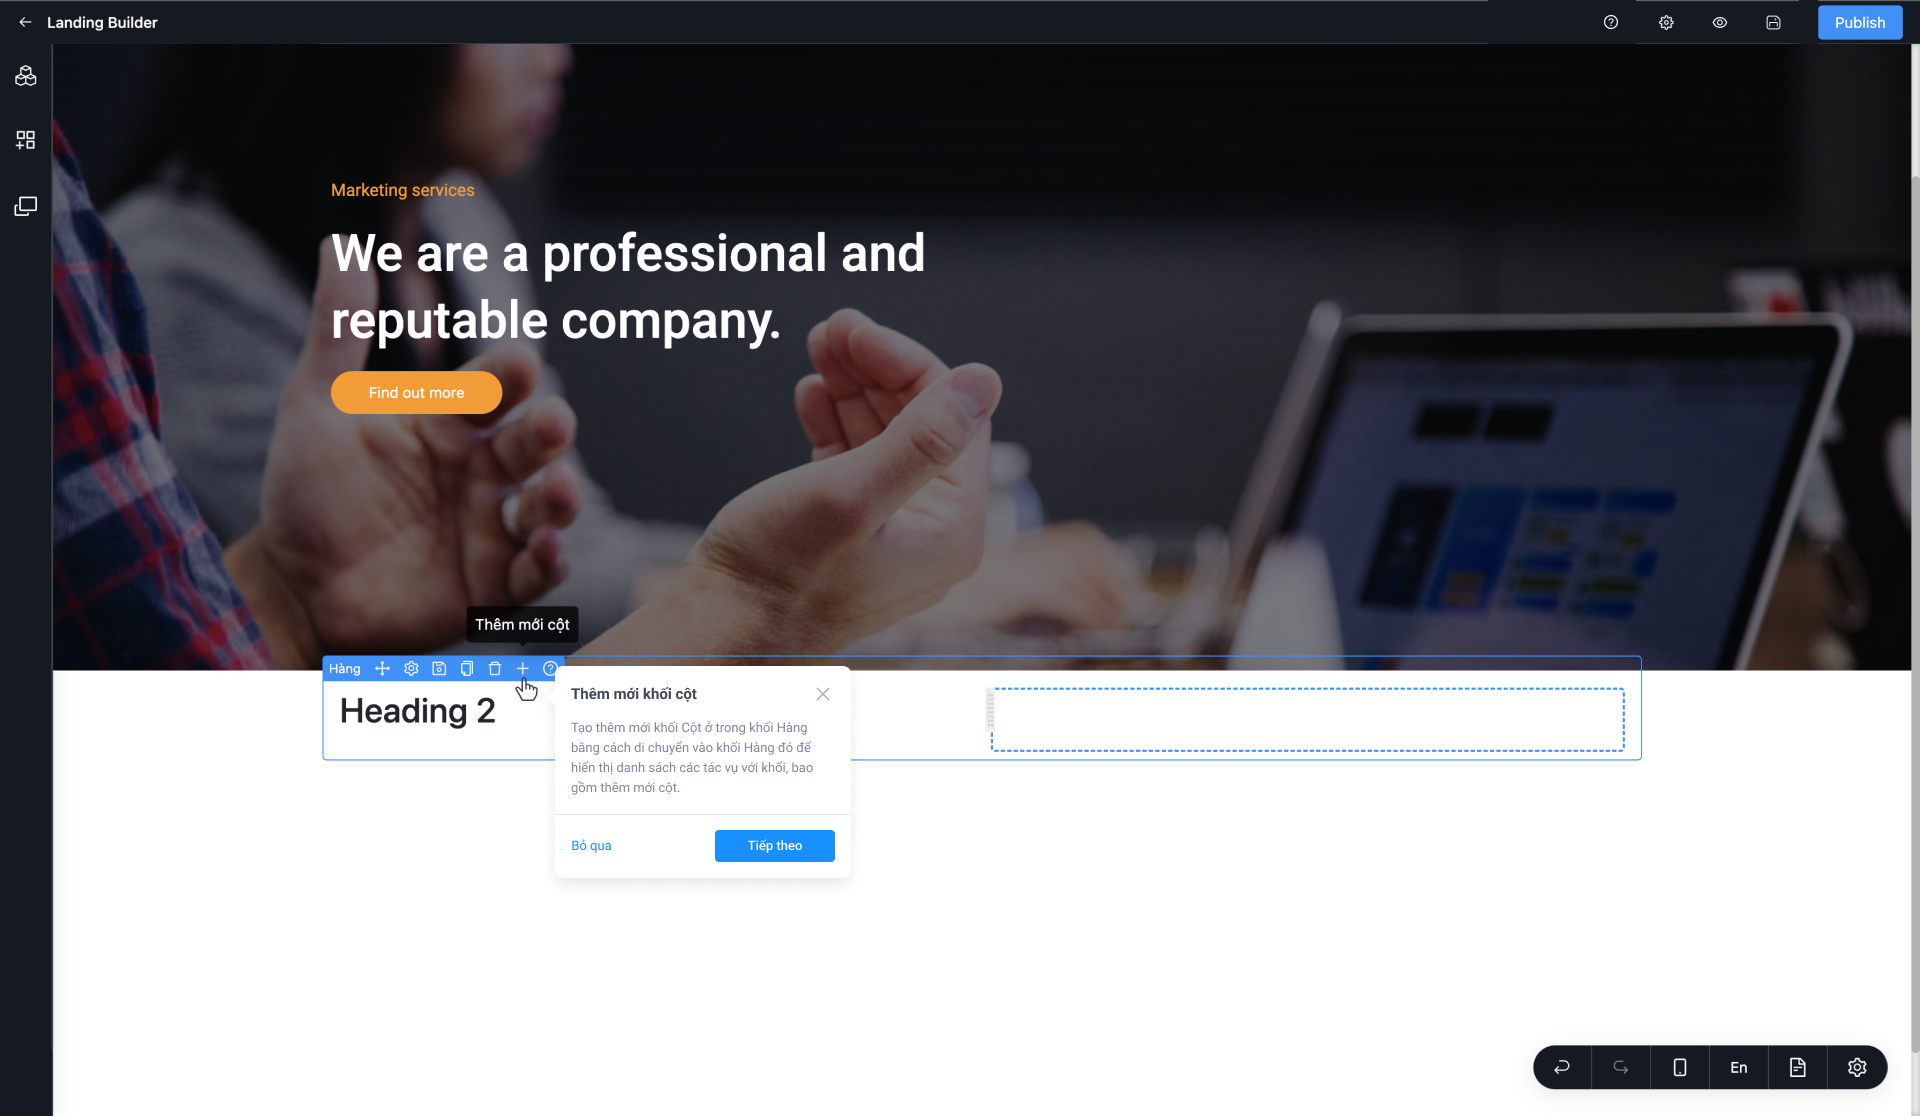 Landing Builder
Publish
Marketing services
We are a professional and
reputable company.
Find out more
Thêm mới cột
Hàng
Heading 2
Thêm mới khối cột
Tạo thêm mới khối Cột ở trong khối Hàng
bằng cách di chuyển vào khối Hàng đó để
hiển thị danh sách các tác vụ với khối, bao
gồm thêm mới cột.
Bỏ qua
Tiếp theo
En